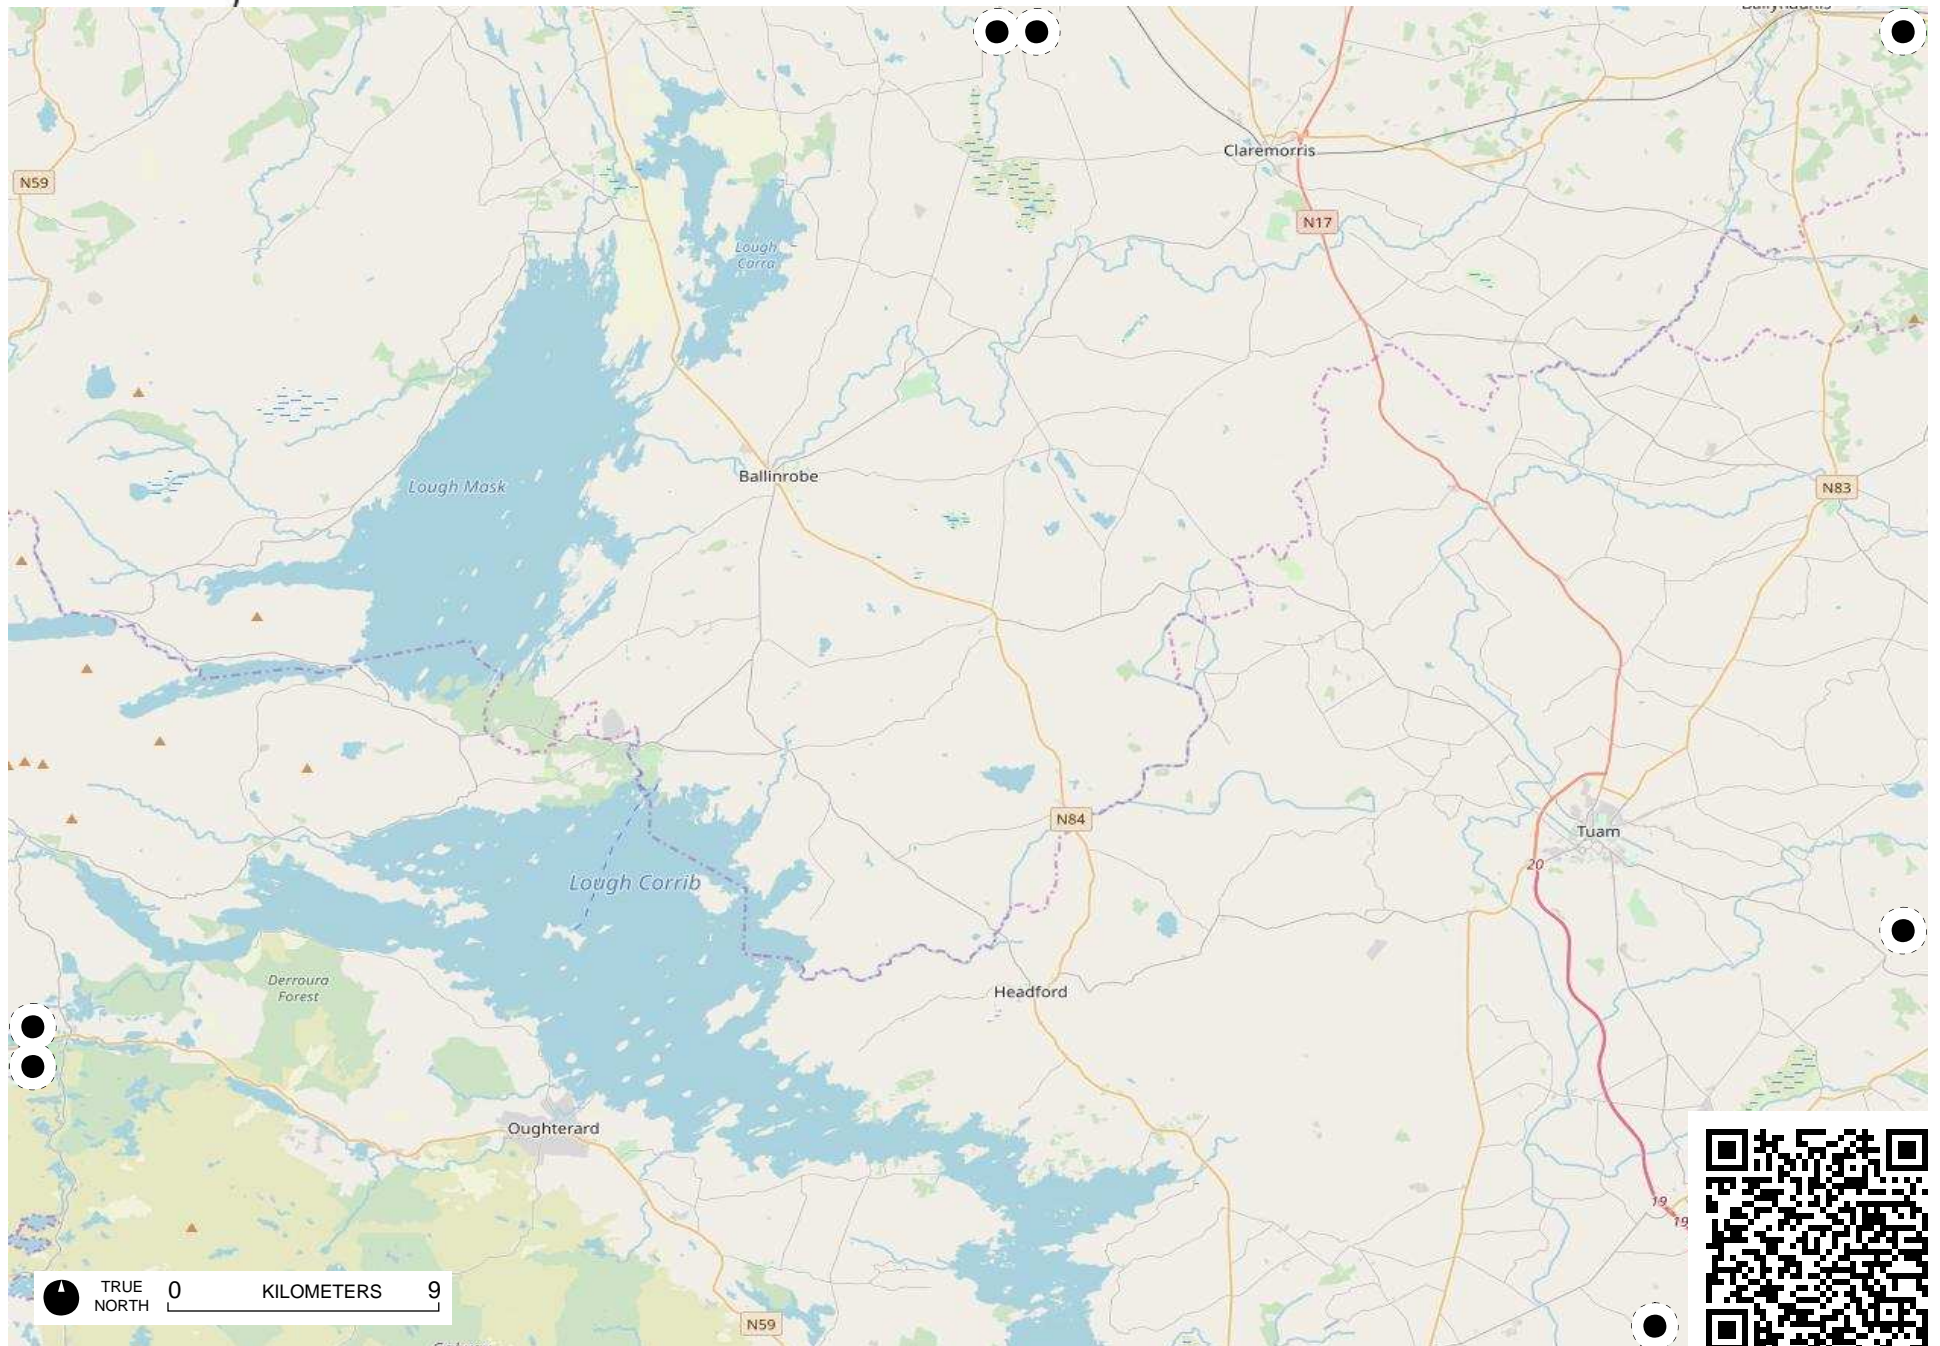 N59
Claremorris
N17
Lough
Carra
Lough Mask
Ballinrobe
N83
N84
Tuam
20
Lough Corrib
Derroura
Forest
Headford
Oughterard
19
19
TRUE
NORTH
0 KILOMETERS 9
N59